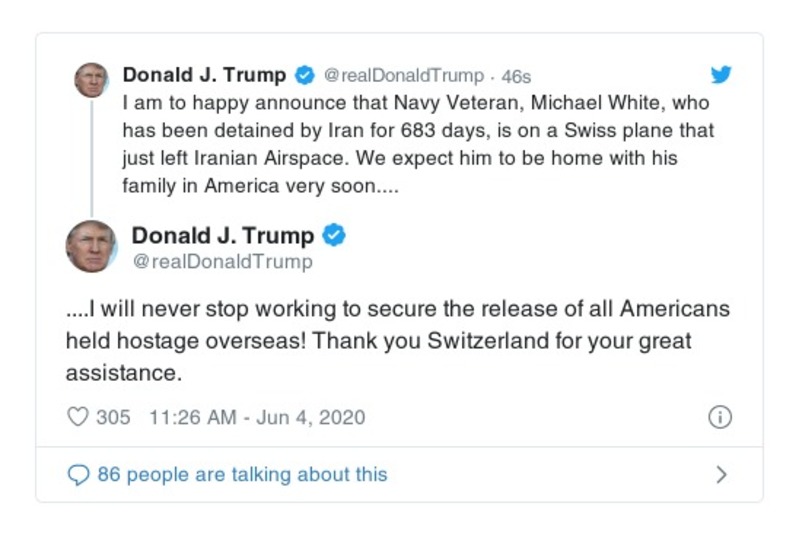 Donald J. Trump @realDonaldTrump · 46s
I am to happy announce that Navy Veteran, Michael White, who
has been detained by Iran for 683 days, is on a Swiss plane that
just left Iranian Airspace. We expect him to be home with his
family in America very soon....
Donald J. Trump
@realDonaldTrump
....I will never stop working to secure the release of all Americans
held hostage overseas! Thank you Switzerland for your great
assistance.
305 11:26 AM - Jun 4, 2020
86 people are talking about this